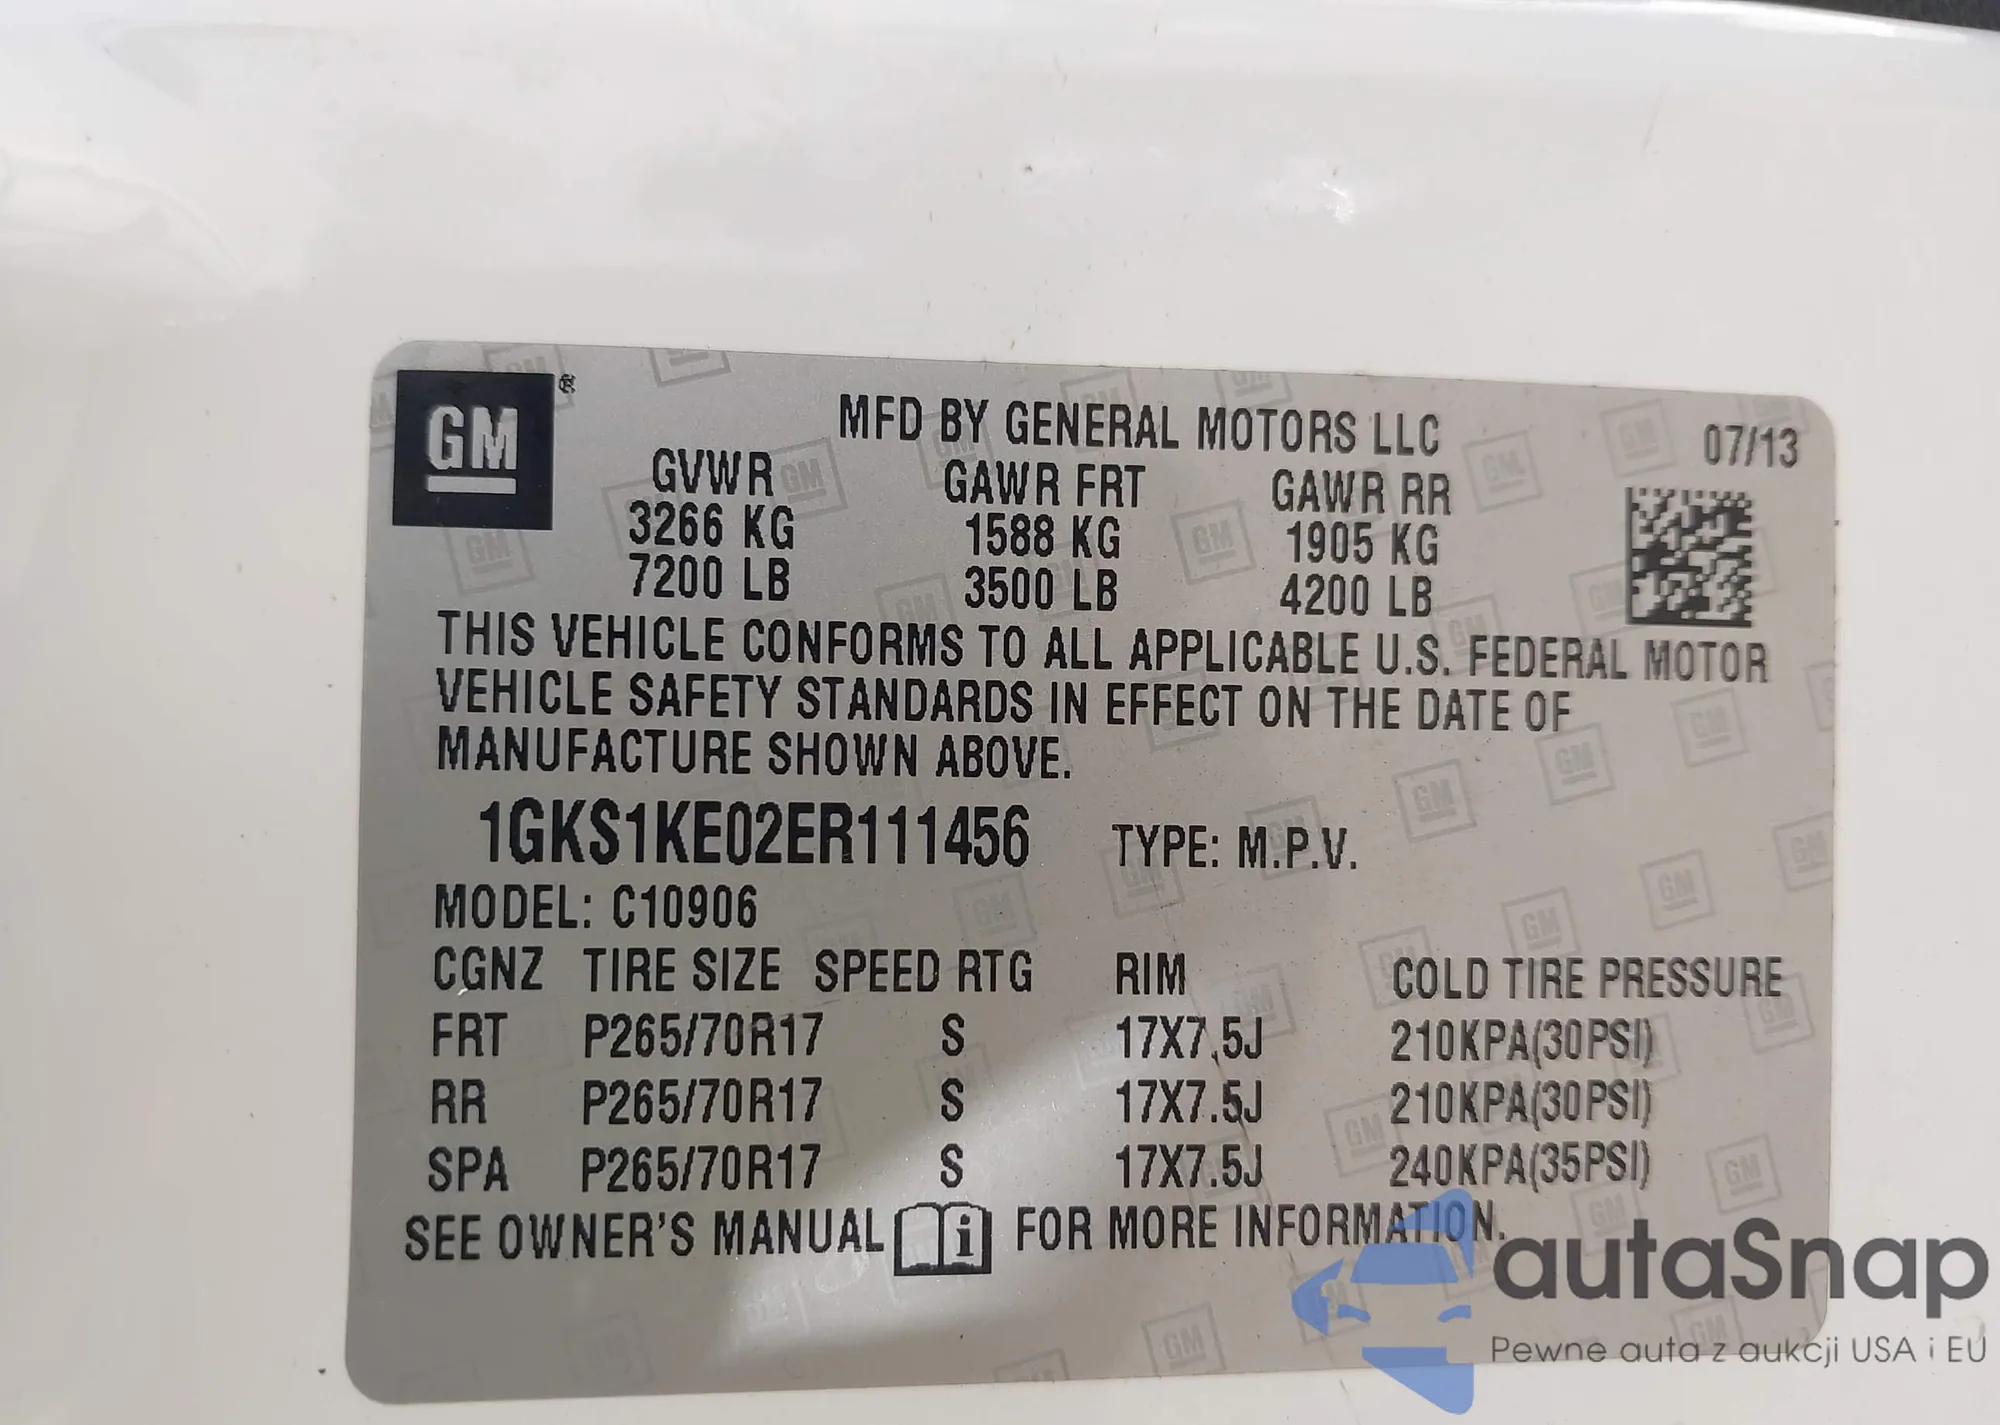 GM ®
MFD BY GENERAL MOTORS LLC 07/13
GVWR GAWR FRT GAWR RR
3266 KG 1588 KG 1905 KG
7200 LB 3500 LB 4200 LB
THIS VEHICLE CONFORMS TO ALL APPLICABLE U.S. FEDERAL MOTOR
VEHICLE SAFETY STANDARDS IN EFFECT ON THE DATE OF
MANUFACTURE SHOWN ABOVE.
1GKS1KE02ER111456 TYPE: M.P.V.
MODEL: C10906
CGNZ TIRE SIZE SPEED RTG RIM COLD TIRE PRESSURE
FRT P265/70R17 S 17X7.5J 210KPA(30PSI)
RR P265/70R17 S 17X7.5J 210KPA(30PSI)
SPA P265/70R17 S 17X7.5J 240KPA(35PSI)
SEE OWNER'S MANUAL i FOR MORE INFORMATION.
autaSnap
Pewne auta z aukcji USA i EU